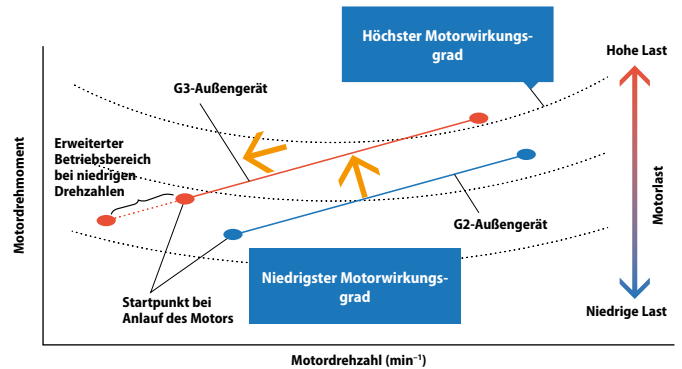 Höchster Motorwirkungs-
grad
Hohe Last
G3-Außengerät
Erweiterter
Betriebsbereich
bei niedrigen
Drehzahlen
Motordrehmoment
Motorlast
G2-Außengerät
Niedrigster Motorwirkungs-
grad
Startpunkt bei
Anlauf des Motors
Niedrige Last
Motordrehzahl (min⁻¹)